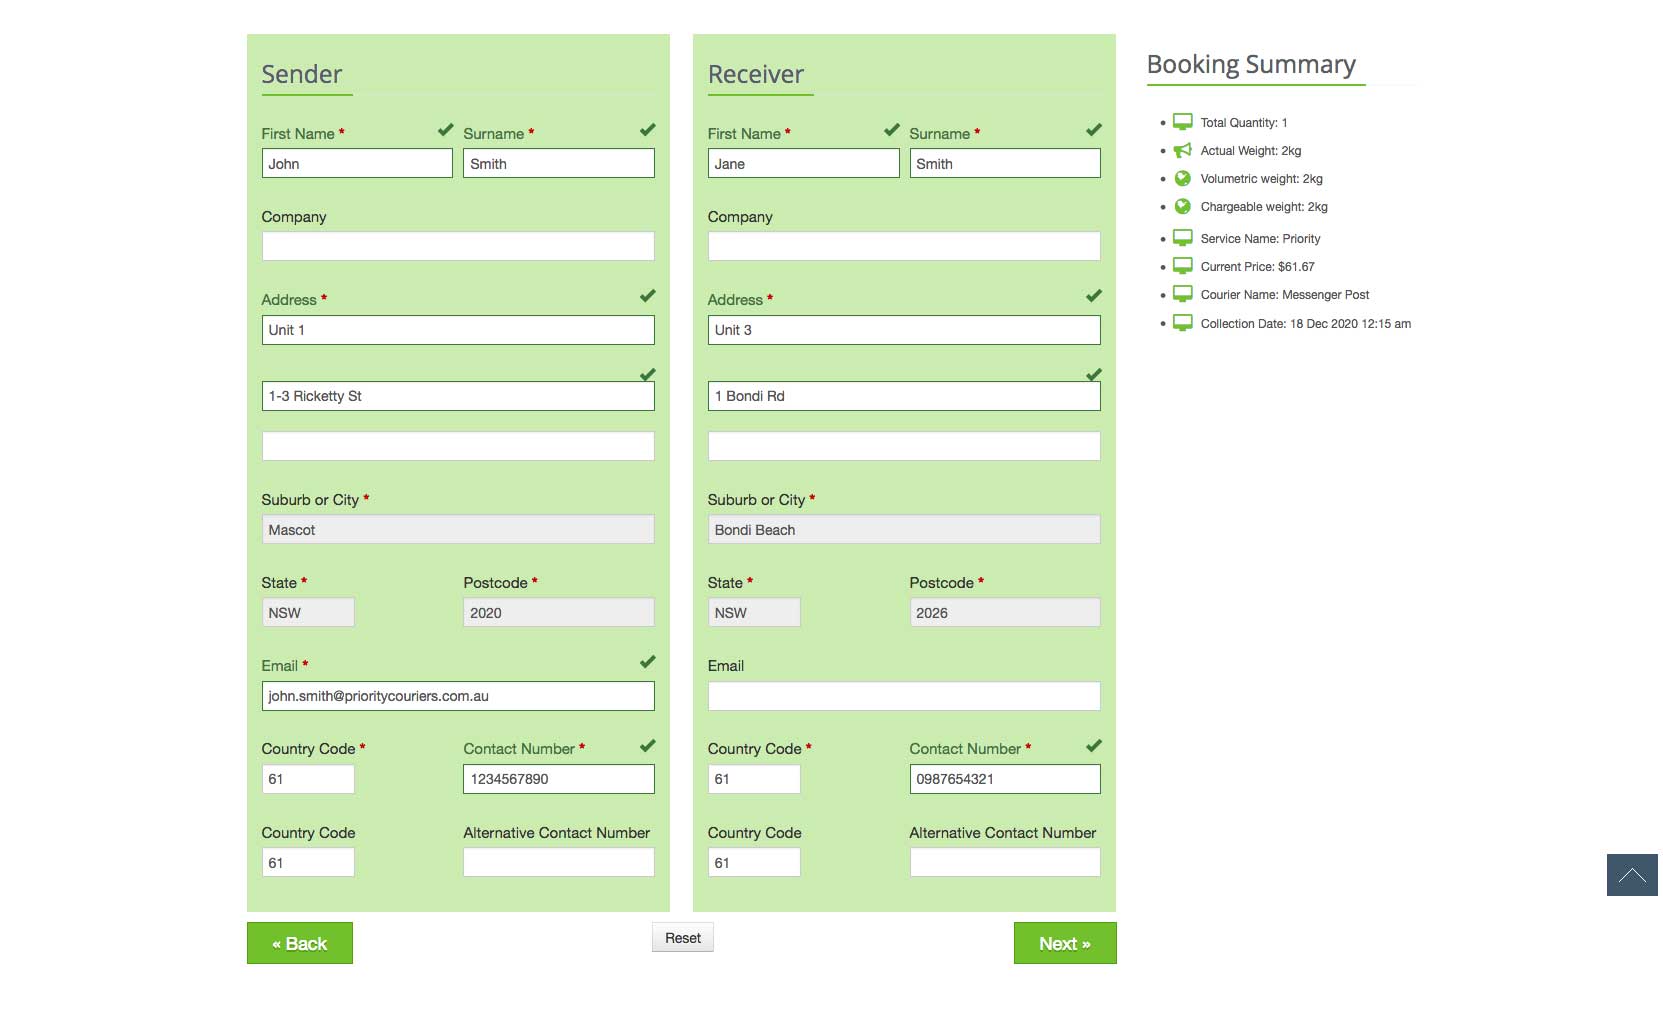 Sender
First Name * Surname *
John Smith
Company
Address *
Unit 1
1-3 Ricketty St
Suburb or City *
Mascot
State * Postcode *
NSW 2020
Email *
john.smith@prioritycouriers.com.au
Country Code * Contact Number *
61 1234567890
Country Code Alternative Contact Number
61
Receiver
First Name * Surname *
Jane Smith
Company
Address *
Unit 3
1 Bondi Rd
Suburb or City *
Bondi Beach
State * Postcode *
NSW 2026
Email
Country Code * Contact Number *
61 0987654321
Country Code Alternative Contact Number
61
« Back
Reset
Next »
Booking Summary
Total Quantity: 1
Actual Weight: 2kg
Volumetric weight: 2kg
Chargeable weight: 2kg
Service Name: Priority
Current Price: $61.67
Courier Name: Messenger Post
Collection Date: 18 Dec 2020 12:15 am